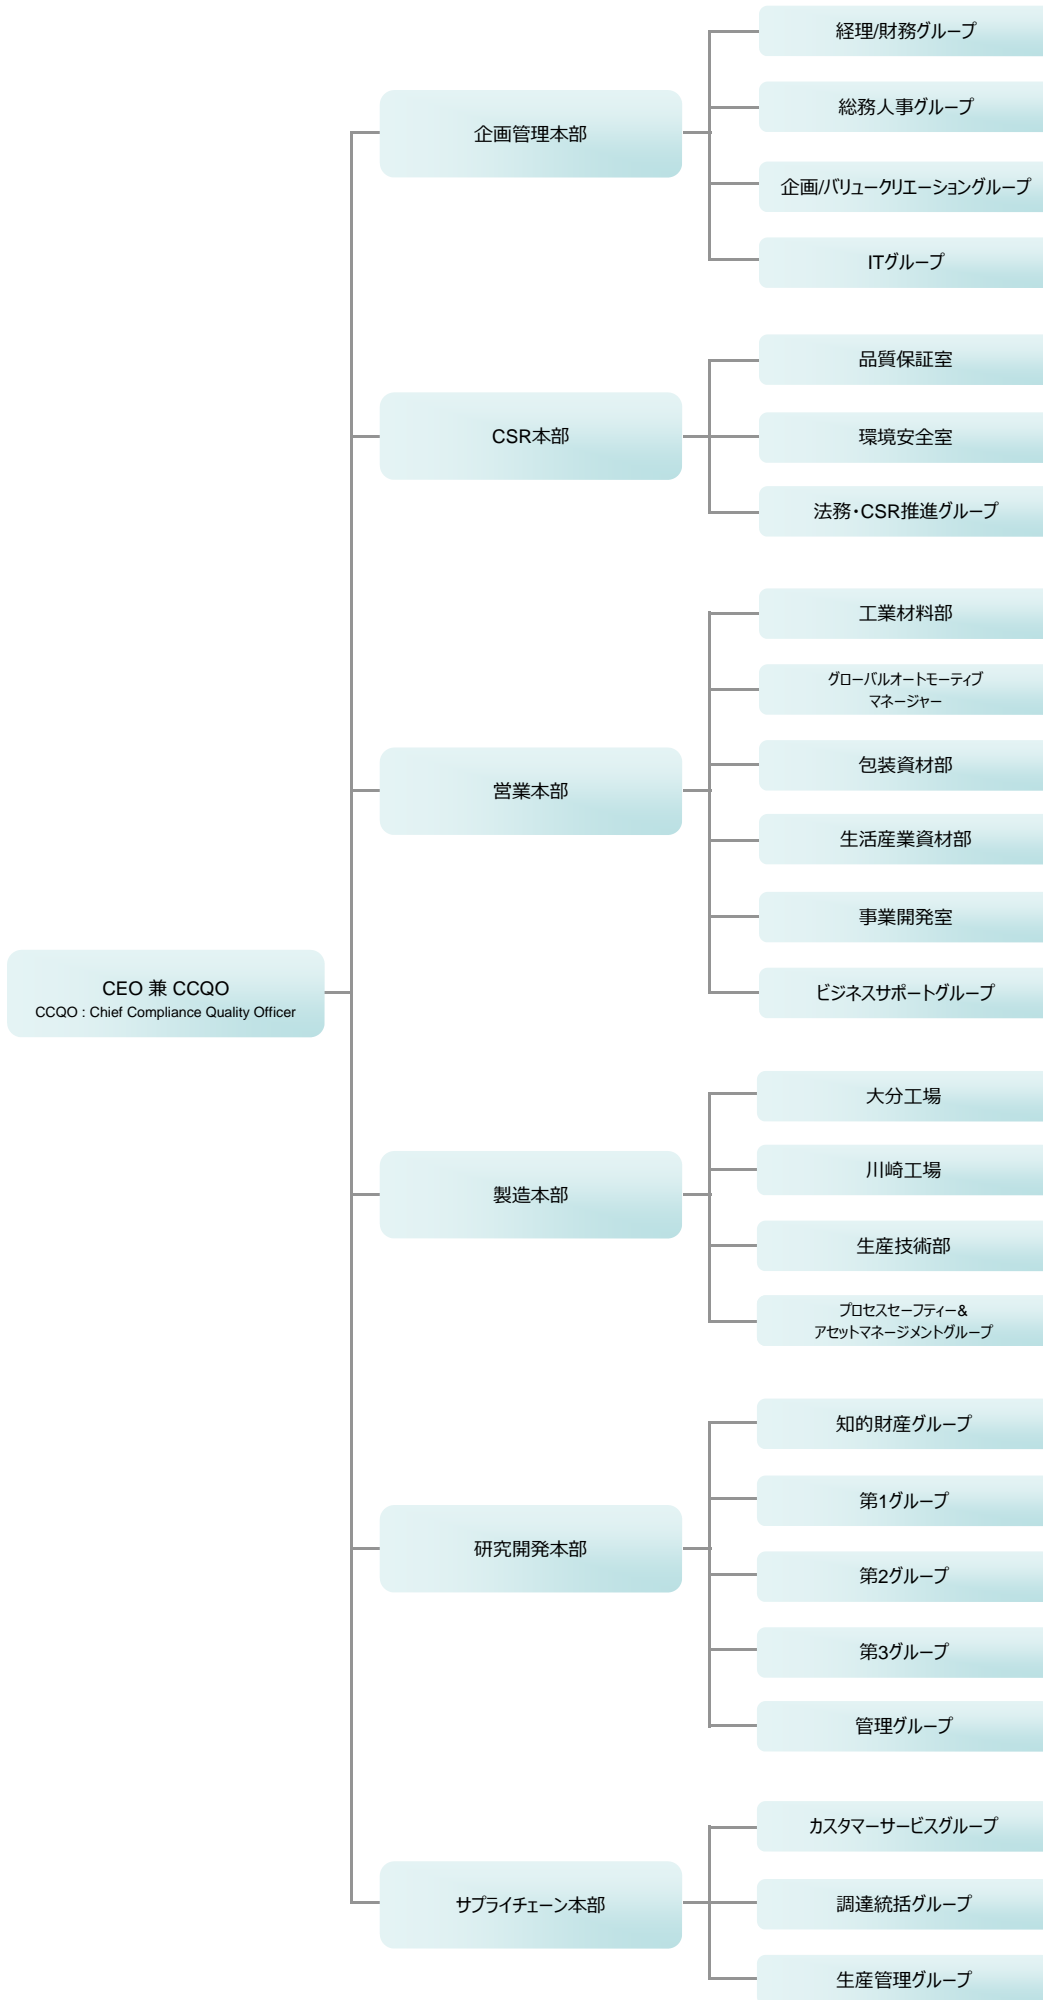 CEO 兼 CCQO
CCQO : Chief Compliance Quality Officer
企画管理本部
経理/財務グループ
総務人事グループ
企画/バリュークリエーショングループ
ITグループ
CSR本部
品質保証室
環境安全室
法務・CSR推進グループ
営業本部
工業材料部
グローバルオートモーティブ
マネージャー
包装資材部
生活産業資材部
事業開発室
ビジネスサポートグループ
製造本部
大分工場
川崎工場
生産技術部
プロセスセーフティー&
アセットマネージメントグループ
研究開発本部
知的財産グループ
第1グループ
第2グループ
第3グループ
管理グループ
サプライチェーン本部
カスタマーサービスグループ
調達統括グループ
生産管理グループ